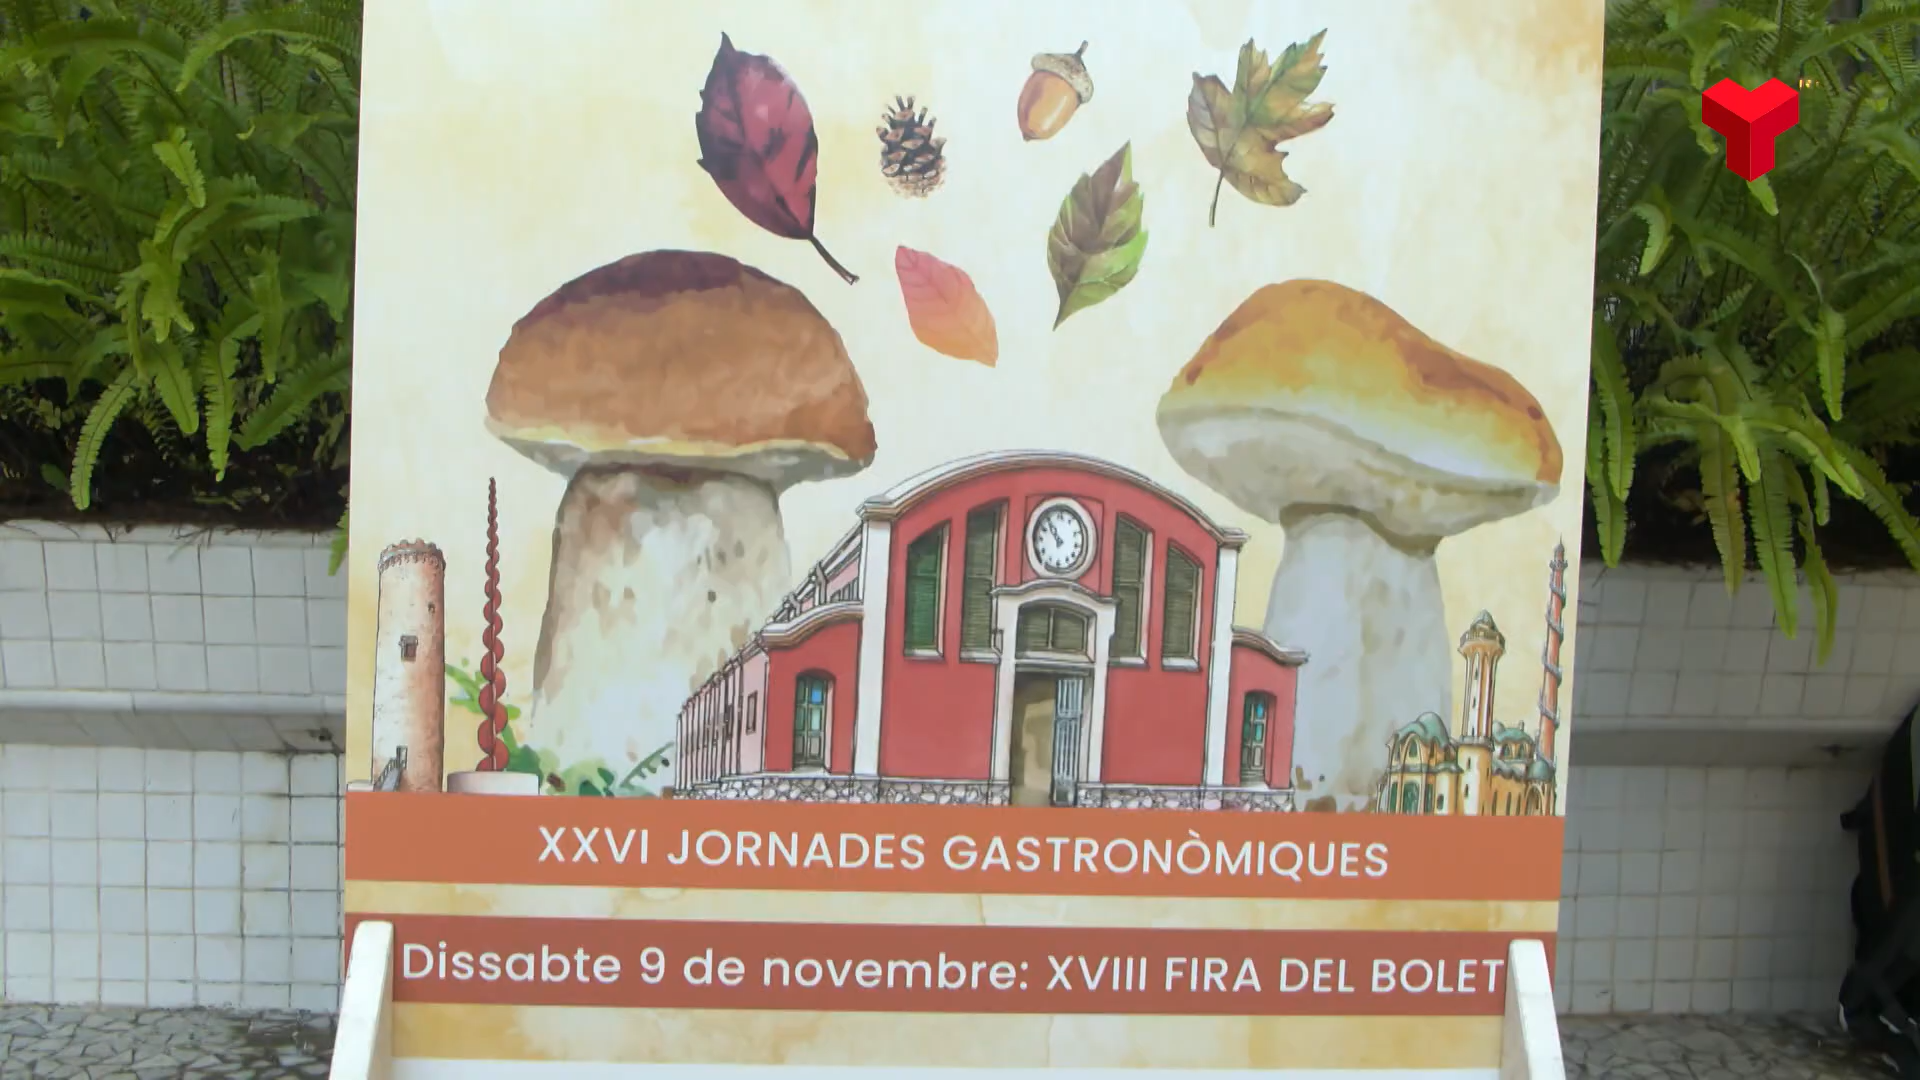 XXVI JORNADES GASTRONÒMIQUES
Dissabte 9 de novembre: XVIII FIRA DEL BOLET